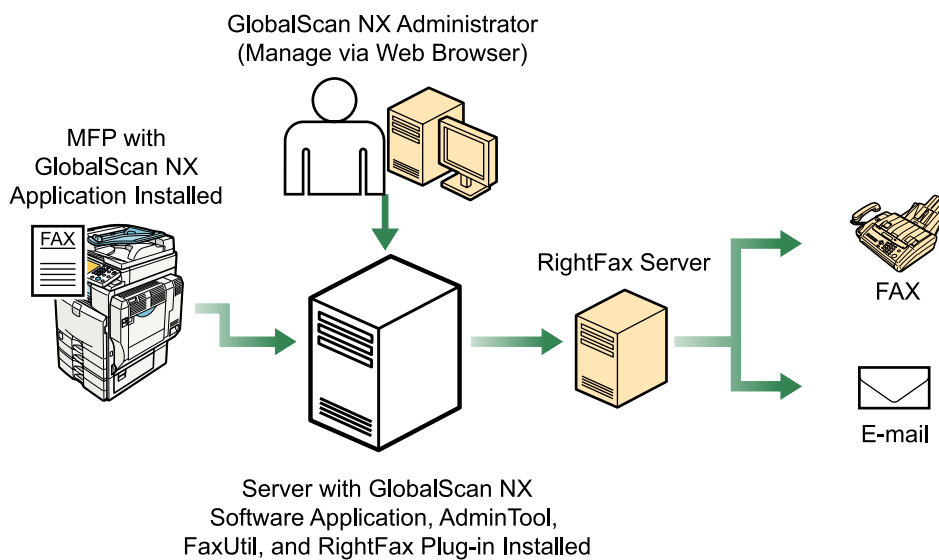 GlobalScan NX Administrator
(Manage via Web Browser)
MFP with
GlobalScan NX
Application Installed
FAX
RightFax Server
FAX
E-mail
Server with GlobalScan NX
Software Application, AdminTool,
FaxUtil, and RightFax Plug-in Installed